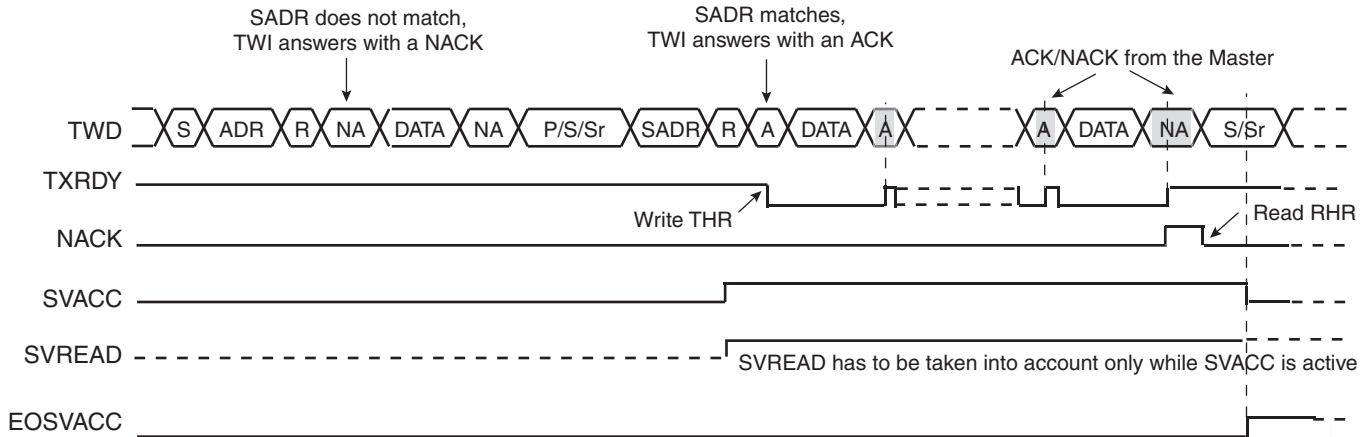 SADR does not match,
TWI answers with a NACK
SADR matches,
TWI answers with an ACK
ACK/NACK from the Master
TWD S ADR R NA DATA NA P/S/Sr SADR R A DATA A A DATA NA S/Sr
TXRDY
Write THR
Read RHR
NACK
SVACC
SVREAD
SVREAD has to be taken into account only while SVACC is active
EOSVACC